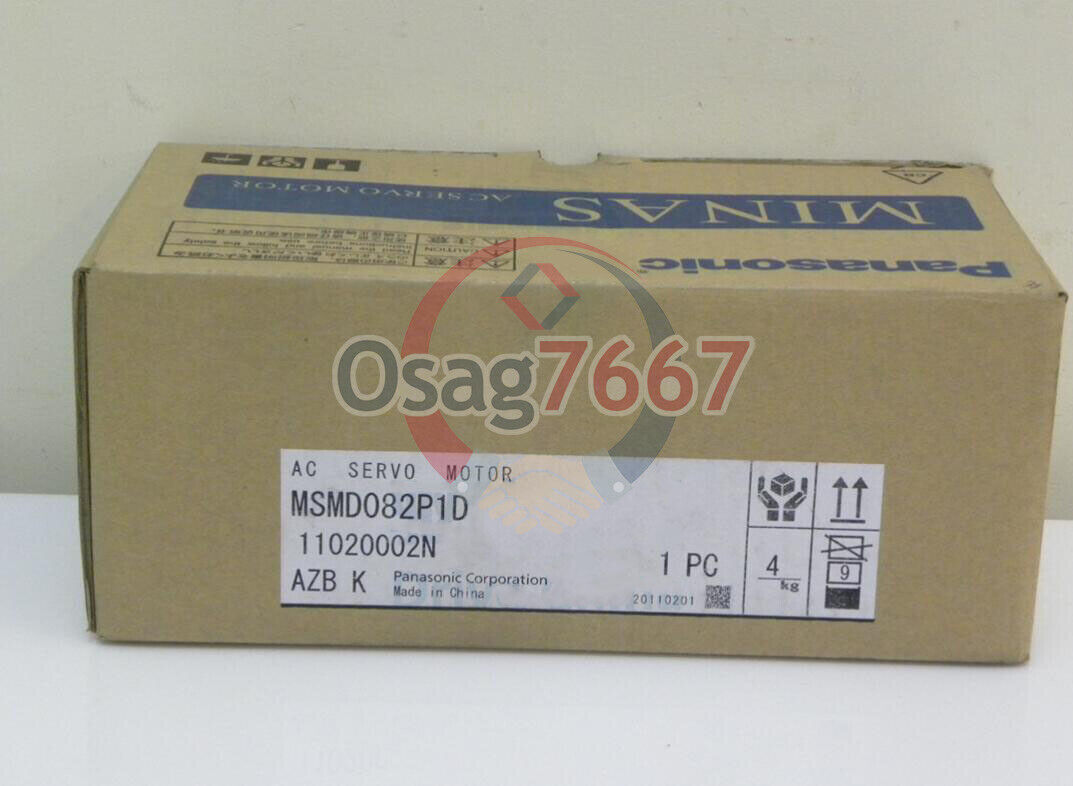 MINAS
AC SERVO MOTOR
Panasonic
CAUTION
Osag7667
AC SERVO MOTOR
MSMD082P1D
11020002N
AZB K
Panasonic Corporation
Made in China
1 PC
20110201
4
kg
9